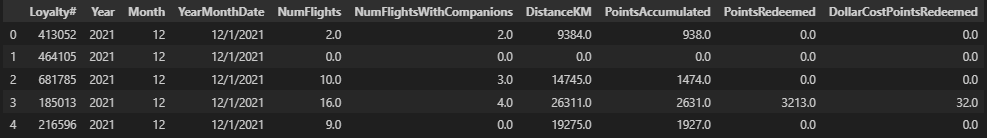 Loyalty# Year Month YearMonthDate NumFlights NumFlightsWithCompanions DistanceKM PointsAccumulated PointsRedeemed DollarCostPointsRedeemed
0 413052 2021 12 12/1/2021 2.0 2.0 9384.0 938.0 0.0 0.0
1 464105 2021 12 12/1/2021 0.0 0.0 0.0 0.0 0.0 0.0
2 681785 2021 12 12/1/2021 10.0 3.0 14745.0 1474.0 0.0 0.0
3 185013 2021 12 12/1/2021 16.0 4.0 26311.0 2631.0 3213.0 32.0
4 216596 2021 12 12/1/2021 9.0 0.0 19275.0 1927.0 0.0 0.0